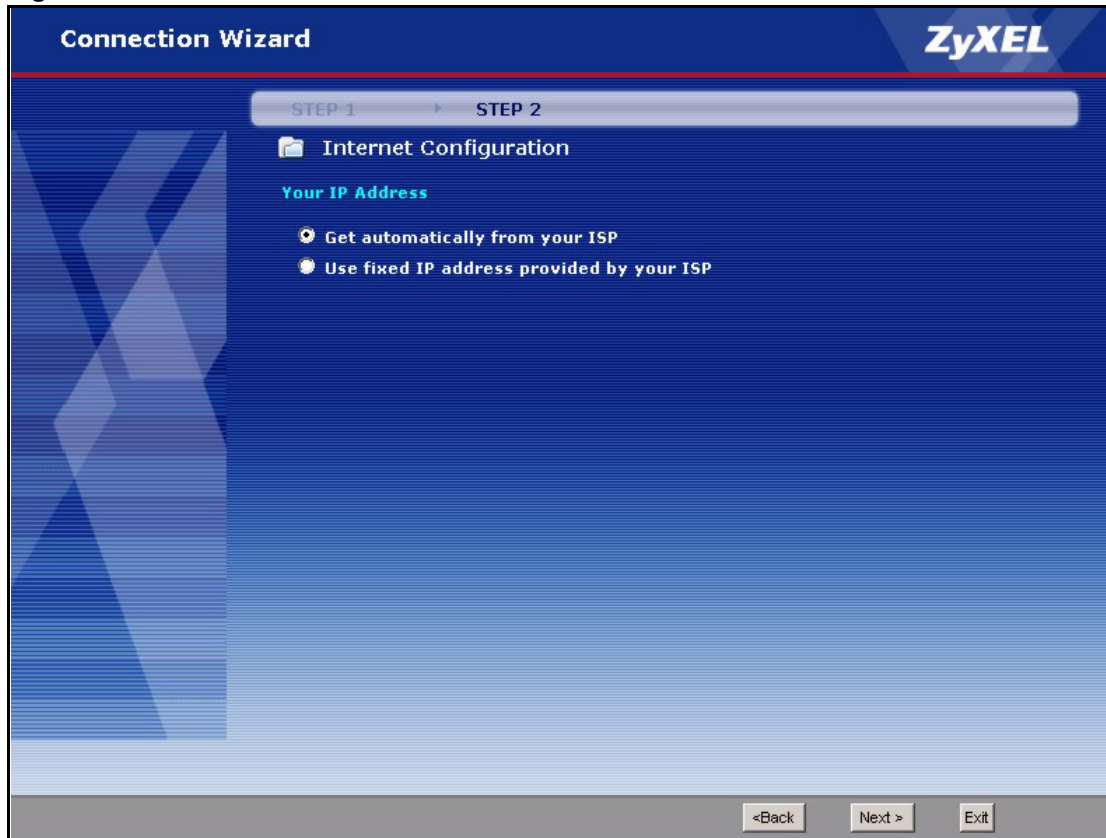 Connection Wizard
ZyXEL
STEP 1
STEP 2
Internet Configuration
Your IP Address
Get automatically from your ISP
Use fixed IP address provided by your ISP
<Back
Next >
Exit